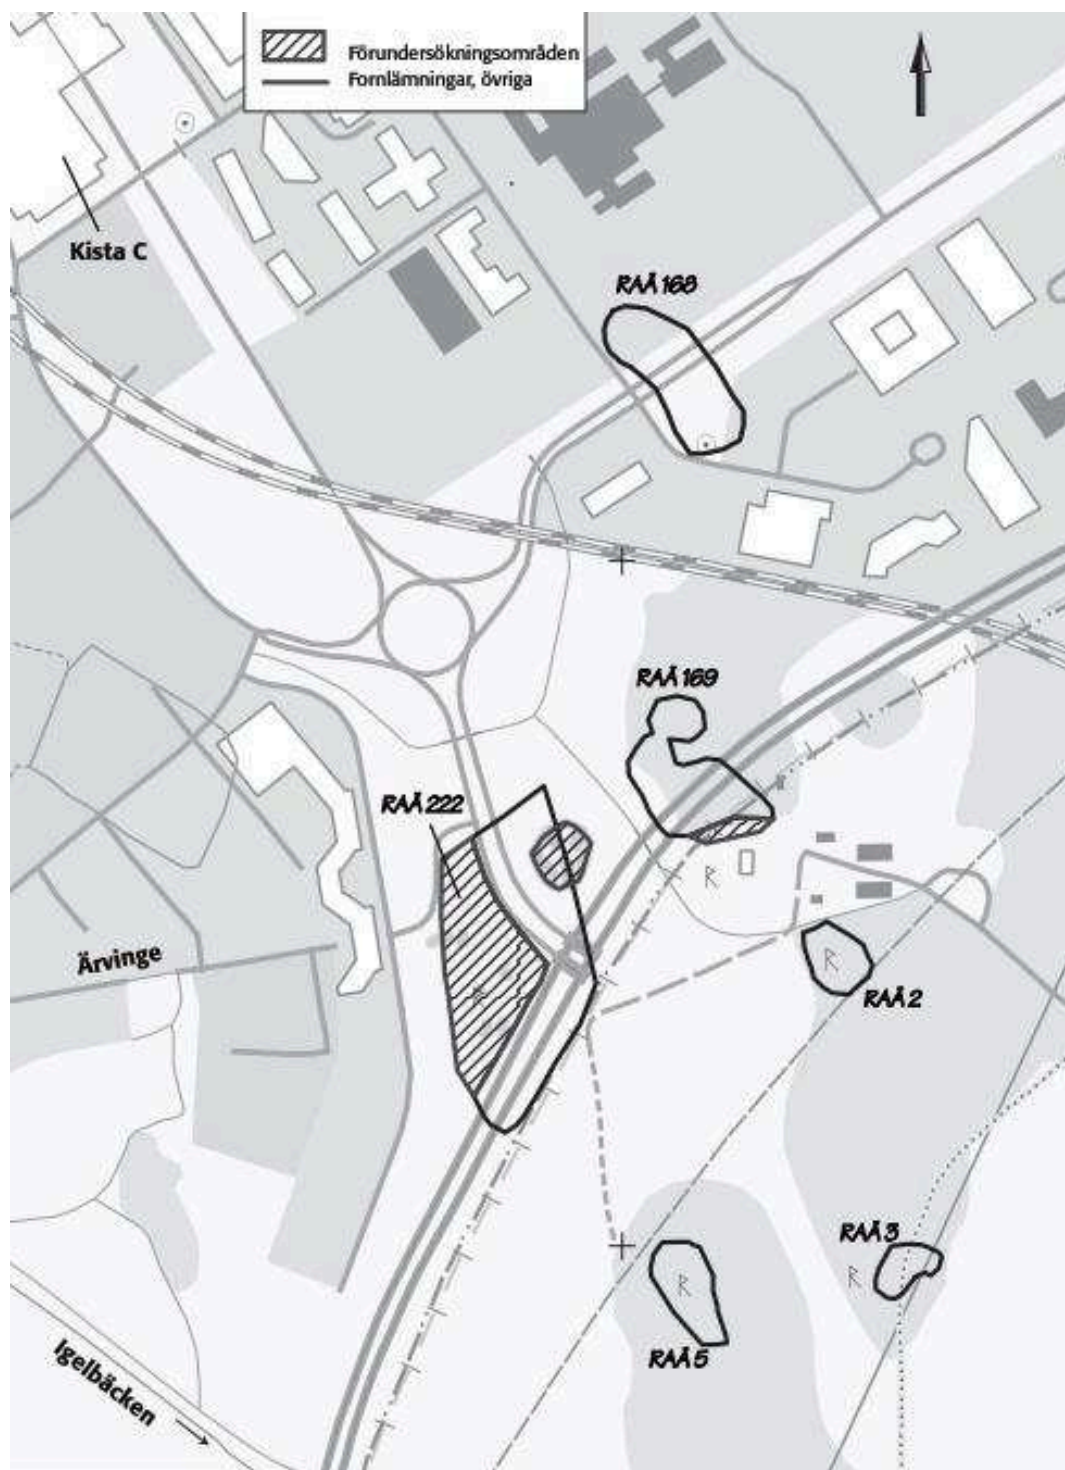 Förundersökningsområden
Fornlämningar, övriga
Kista C
RAÄ 168
RAÄ 169
RAÄ 222
R
Ärvinge
R
RAÄ 2
R
RAÄ 3
R
R
RAÄ 5
Igelbäcken